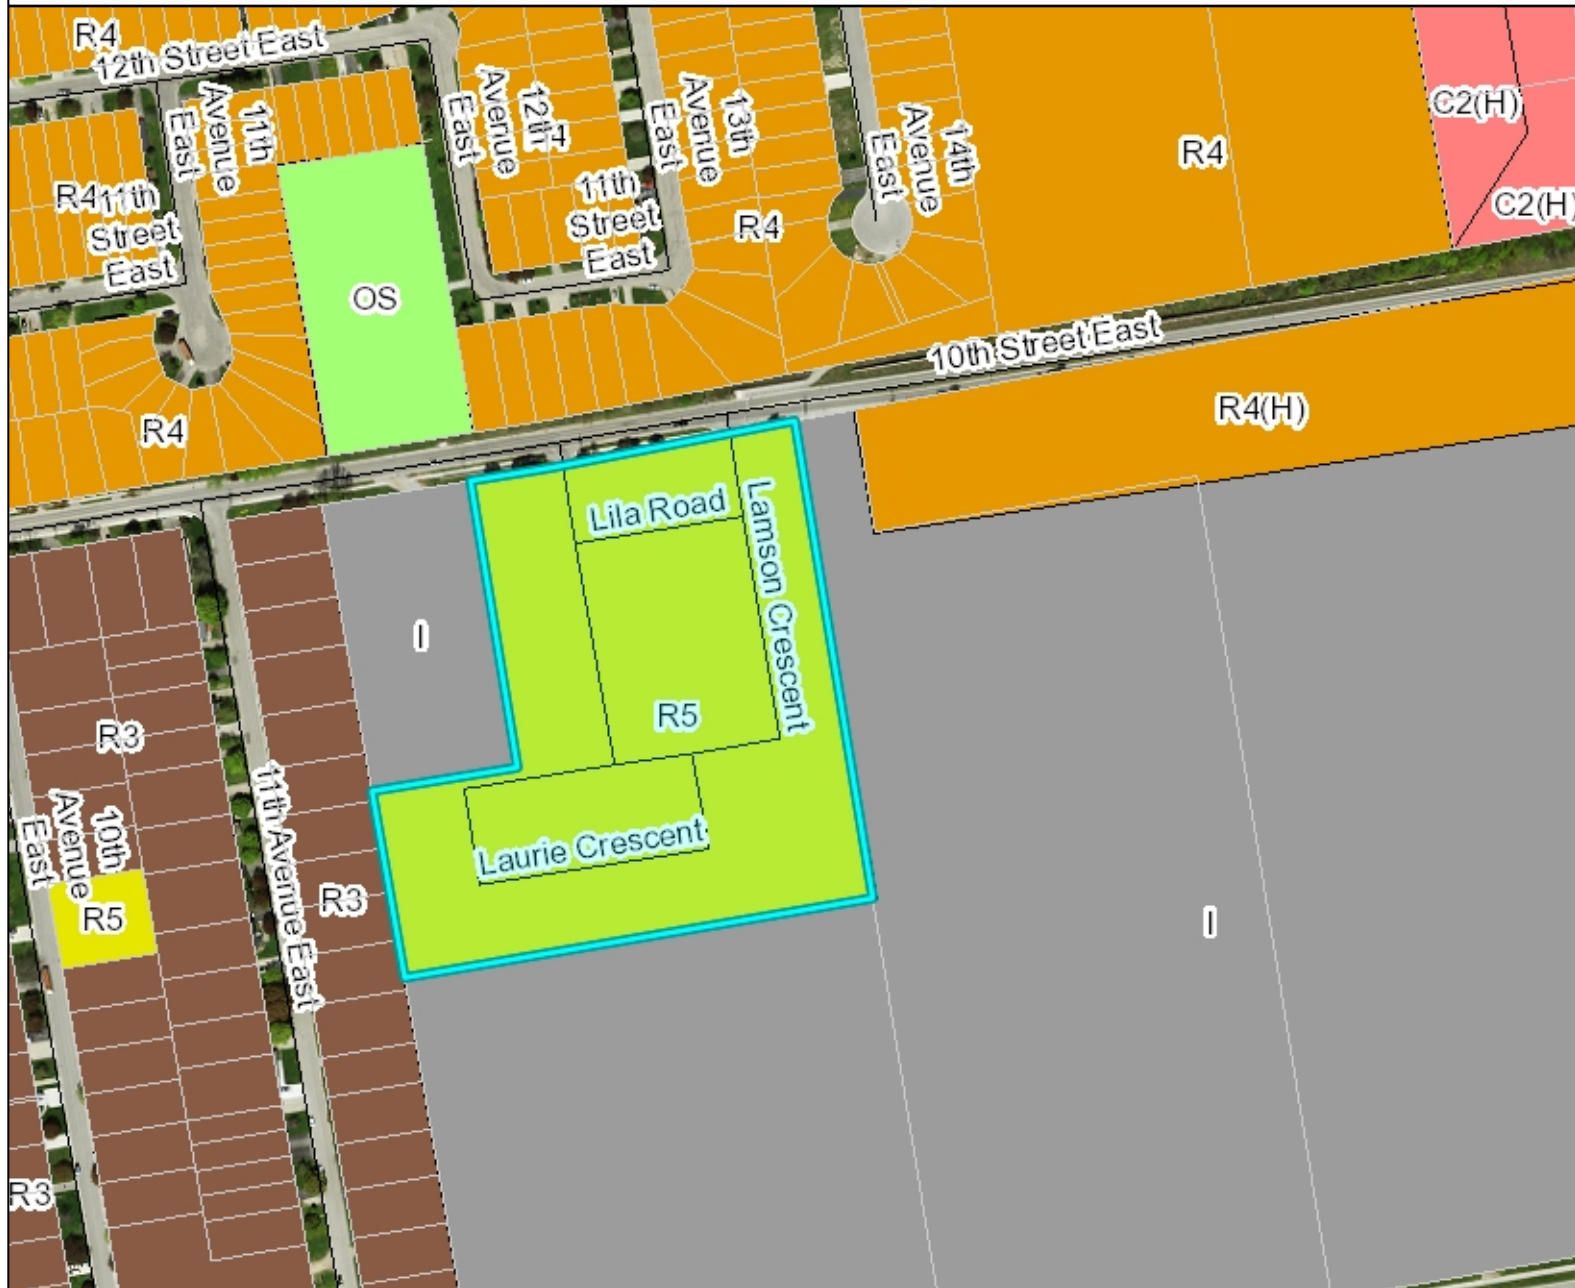 R4
12th Street East
11th
Avenue
East
12th
Avenue
East
13th
Avenue
East
14th
Avenue
East
R4
C2(H)
C2(H)
R4
11th
Street
East
11th
Street
East
R4
OS
10th Street East
R4(H)
R4
Lila Road
Lamson Crescent
I
R5
R3
11th Avenue East
10th
Avenue
East
Laurie Crescent
R3
R5
I
R3